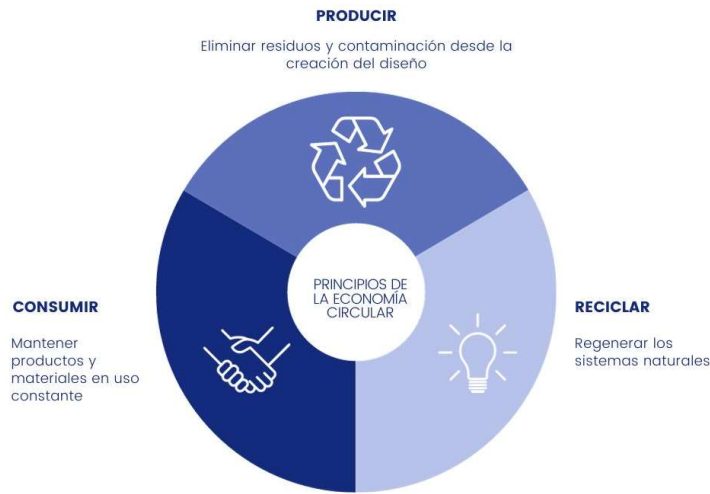 PRODUCIR
Eliminar residuos y contaminación desde la
creación del diseño
PRINCIPIOS DE
LA ECONOMÍA
CIRCULAR
CONSUMIR
Mantener
productos y
materiales en uso
constante
RECICLAR
Regenerar los
sistemas naturales